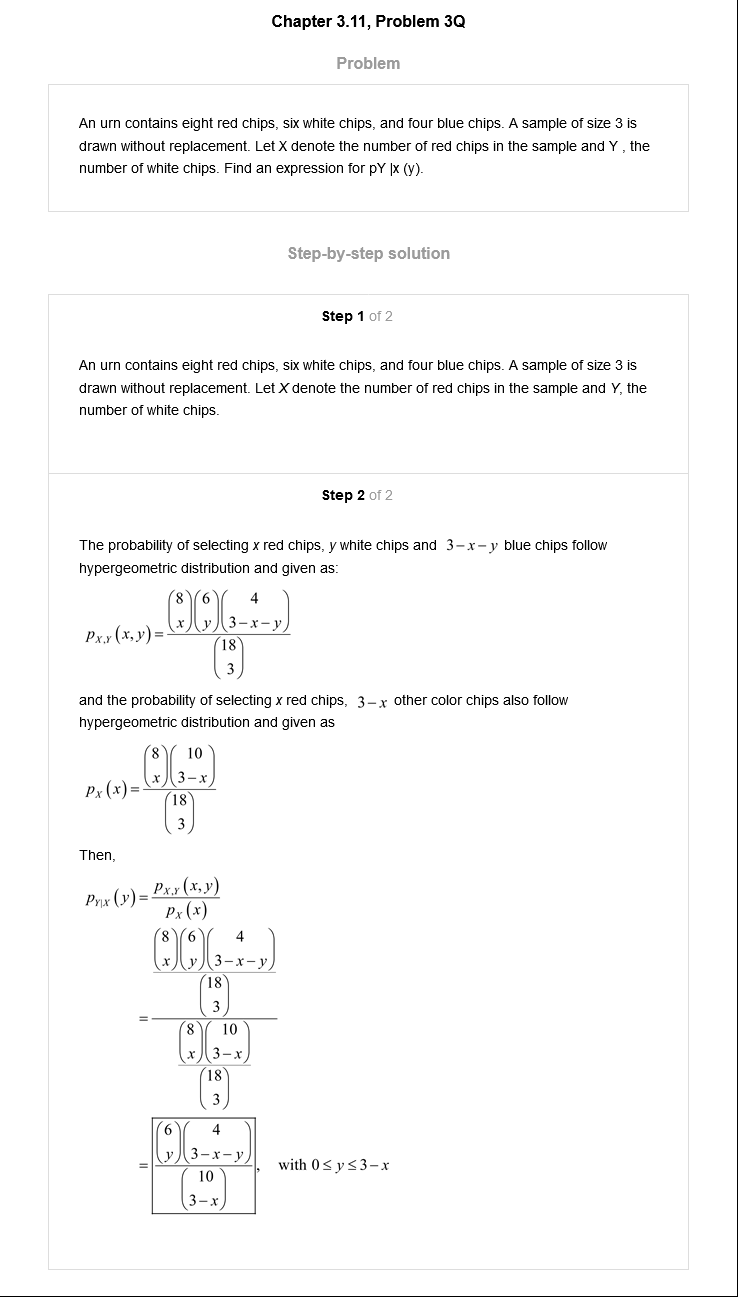 Chapter 3.11, Problem 3Q
Problem
An urn contains eight red chips, six white chips, and four blue chips. A sample of size 3 is
drawn without replacement. Let X denote the number of red chips in the sample and Y , the
number of white chips. Find an expression for pY |x (y).
Step-by-step solution
Step 1 of 2
An urn contains eight red chips, six white chips, and four blue chips. A sample of size 3 is
drawn without replacement. Let X denote the number of red chips in the sample and Y, the
number of white chips.
Step 2 of 2
The probability of selecting x red chips, y white chips and 3 − x − y blue chips follow
hypergeometric distribution and given as:
p_{X,Y}(x, y) = \frac{\binom{8}{x}\binom{6}{y}\binom{4}{3-x-y}}{\binom{18}{3}}
and the probability of selecting x red chips, 3 − x other color chips also follow
hypergeometric distribution and given as
p_X(x) = \frac{\binom{8}{x}\binom{10}{3-x}}{\binom{18}{3}}
Then,
p_{Y|X}(y) = \frac{p_{X,Y}(x, y)}{p_X(x)}
= \frac{\frac{\binom{8}{x}\binom{6}{y}\binom{4}{3-x-y}}{\binom{18}{3}}}{\frac{\binom{8}{x}\binom{10}{3-x}}{\binom{18}{3}}}
= \frac{\binom{6}{y}\binom{4}{3-x-y}}{\binom{10}{3-x}}, with 0 ≤ y ≤ 3 − x